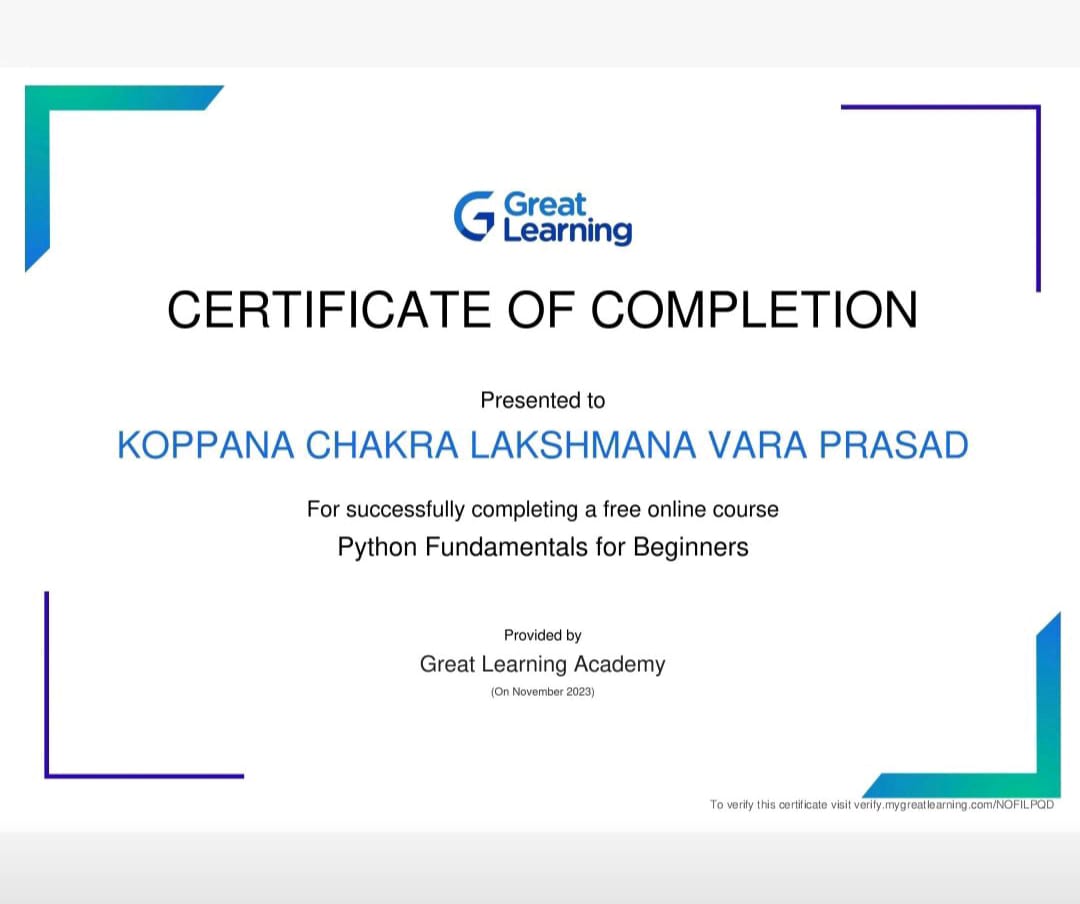 Great
Learning
CERTIFICATE OF COMPLETION
Presented to
KOPPANA CHAKRA LAKSHMANA VARA PRASAD
For successfully completing a free online course
Python Fundamentals for Beginners
Provided by
Great Learning Academy
(On November 2023)
To verify this certificate visit verify.mygreatlearning.com/NOFILPQD